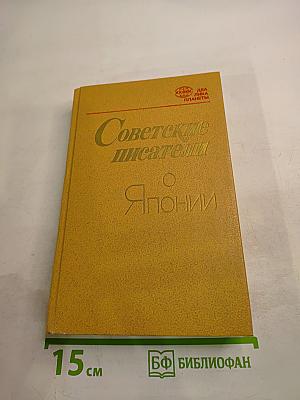 ДВА
ЛИКА
ПЛАНЕТЫ
Советские
писатели
о
Японии
15 см
БФ БИБЛИОФАН